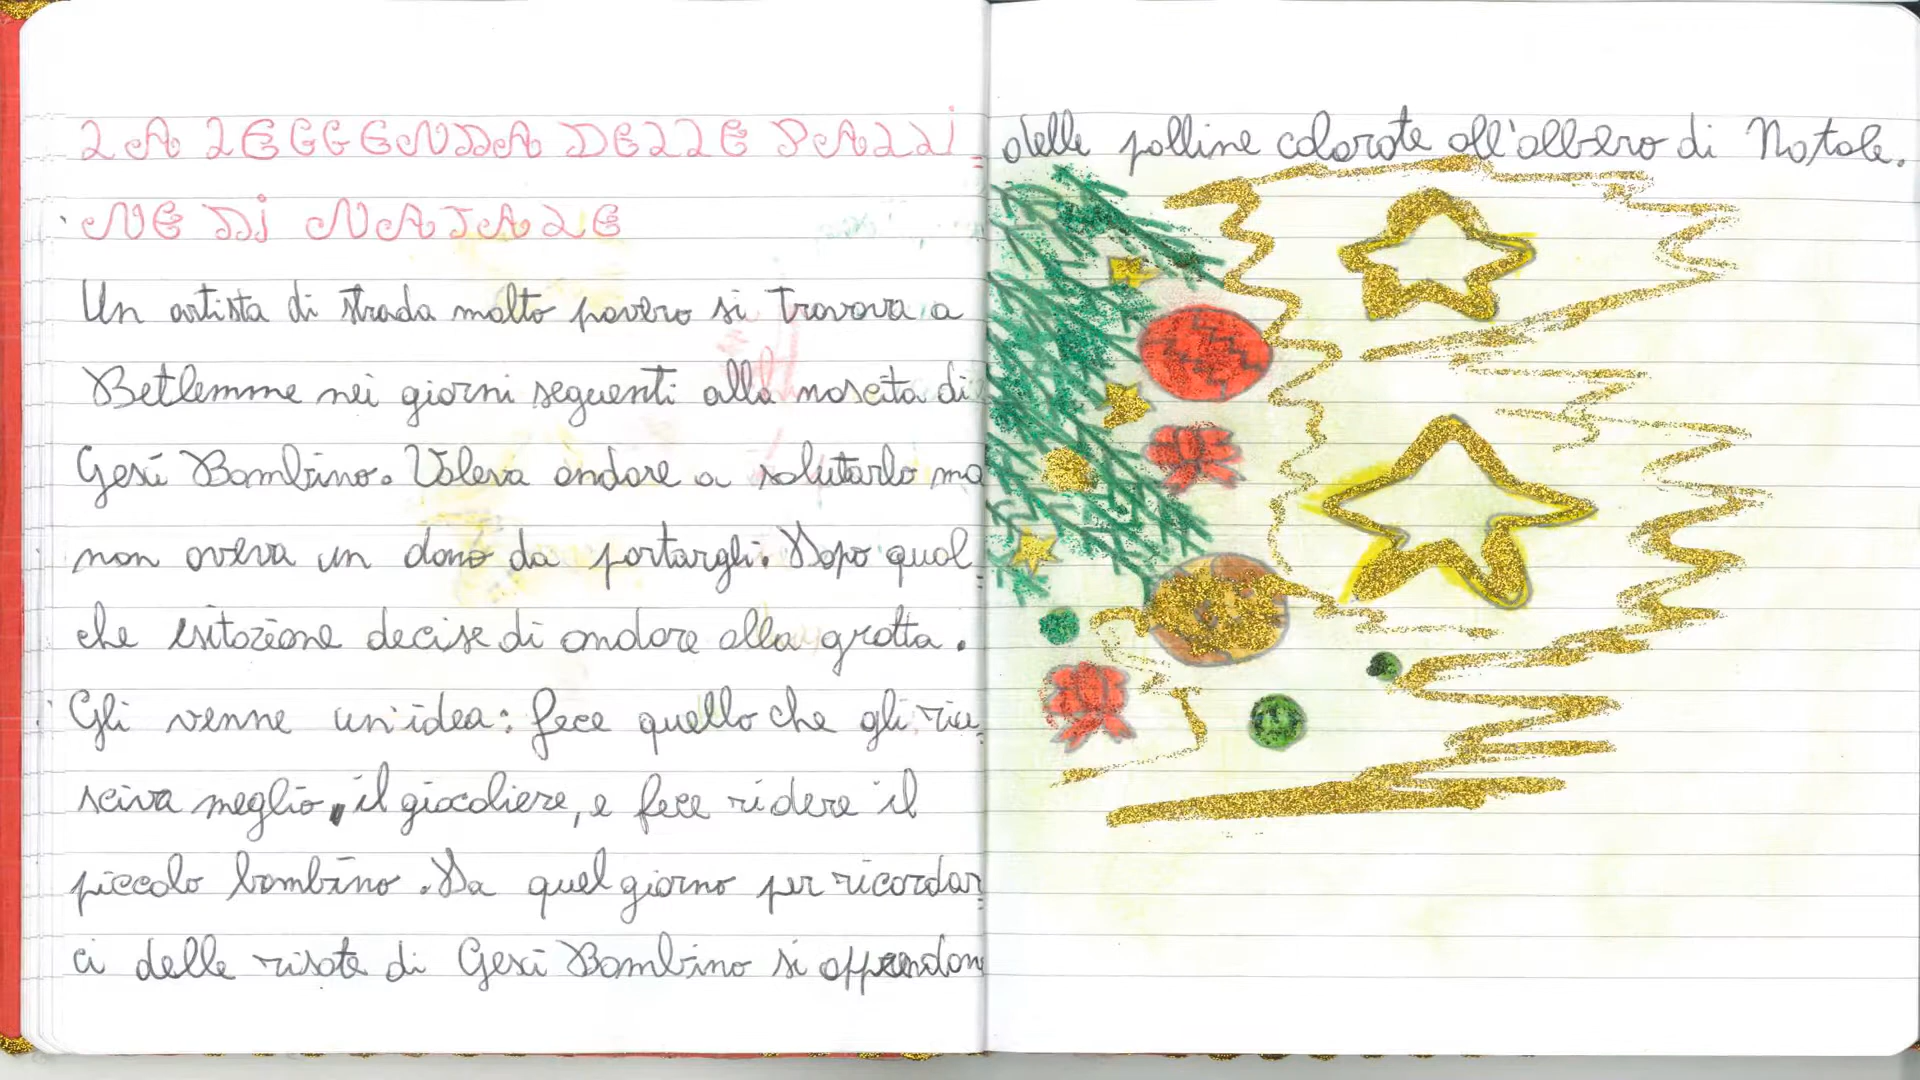 LA LEGGENDA DELLE PALLI-
NE DI NATALE
Un artista di strada molto povero si trovava a
Betlemme nei giorni seguenti alla nascita di
Gesù Bambino. Voleva andare a salutarlo ma
non aveva un dono da portargli. Dopo qual-
che esitazione decise di andare alla grotta.
Gli venne un'idea: fece quello che gli riu-
sciva meglio, il giocoliere, e fece ridere il
piccolo bambino. Da quel giorno per ricordar-
ci delle risate di Gesù Bambino si appendon
delle palline colorate all'albero di Natale.